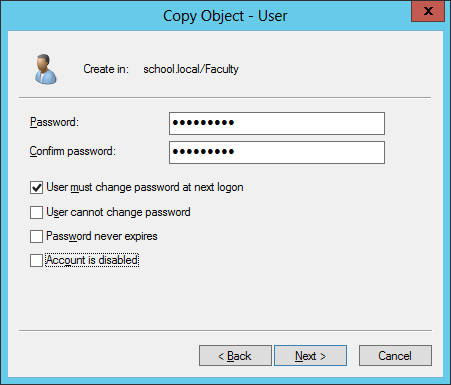 Copy Object - User
x
Create in: school.local/Faculty
Password: •••••••••
Confirm password: •••••••••
User must change password at next logon
User cannot change password
Password never expires
Account is disabled
< Back Next > Cancel